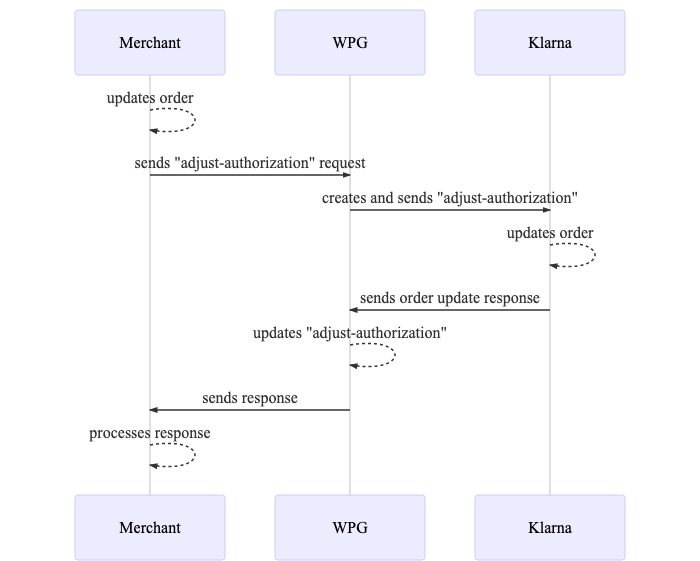 Merchant
WPG
Klarna
updates order
sends "adjust-authorization" request
creates and sends "adjust-authorization"
updates order
sends order update response
updates "adjust-authorization"
sends response
processes response
Merchant
WPG
Klarna